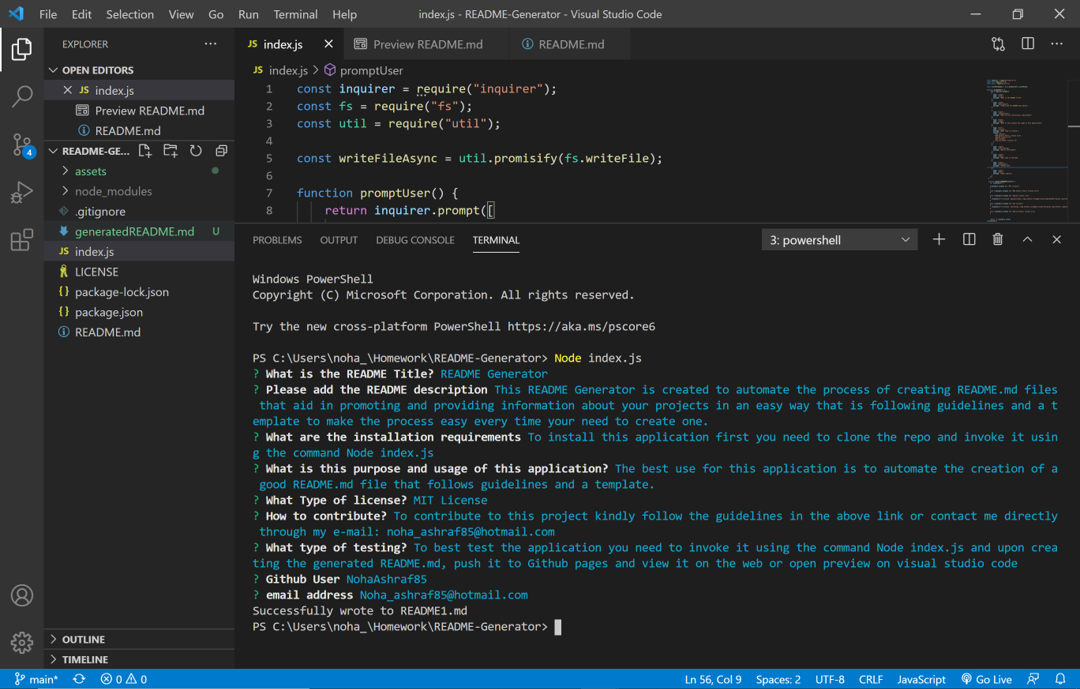 File Edit Selection View Go Run Terminal Help index.js - README-Generator - Visual Studio Code
EXPLORER
JS index.js Preview README.md README.md
OPEN EDITORS
JS index.js
Preview README.md
README.md
4
README-GE...
assets
node_modules
.gitignore
generatedREADME.md U
JS index.js
LICENSE
{} package-lock.json
{} package.json
README.md
OUTLINE
TIMELINE
JS index.js > promptUser
1 const inquirer = require("inquirer");
2 const fs = require("fs");
3 const util = require("util");
4
5 const writeFileAsync = util.promisify(fs.writeFile);
6
7 function promptUser() {
8 return inquirer.prompt([
PROBLEMS OUTPUT DEBUG CONSOLE TERMINAL 3: powershell
Windows PowerShell
Copyright (C) Microsoft Corporation. All rights reserved.
Try the new cross-platform PowerShell https://aka.ms/pscore6
PS C:\Users\noha_\Homework\README-Generator> Node index.js
? What is the README Title? README Generator
? Please add the README description This README Generator is created to automate the process of creating README.md files
that aid in promoting and providing information about your projects in an easy way that is following guidelines and a t
emplate to make the process easy every time your need to create one.
? What are the installation requirements To install this application first you need to clone the repo and invoke it usin
g the command Node index.js
? What is this purpose and usage of this application? The best use for this application is to automate the creation of a
good README.md file that follows guidelines and a template.
? What Type of license? MIT License
? How to contribute? To contribute to this project kindly follow the guidelines in the above link or contact me directly
through my e-mail: noha_ashraf85@hotmail.com
? What type of testing? To best test the application you need to invoke it using the command Node index.js and upon crea
ting the generated README.md, push it to Github pages and view it on the web or open preview on visual studio code
? Github User NohaAshraf85
? email address Noha_ashraf85@hotmail.com
Successfully wrote to README1.md
PS C:\Users\noha_\Homework\README-Generator>
main* 0 0 Ln 56, Col 9 Spaces: 2 UTF-8 CRLF JavaScript Go Live